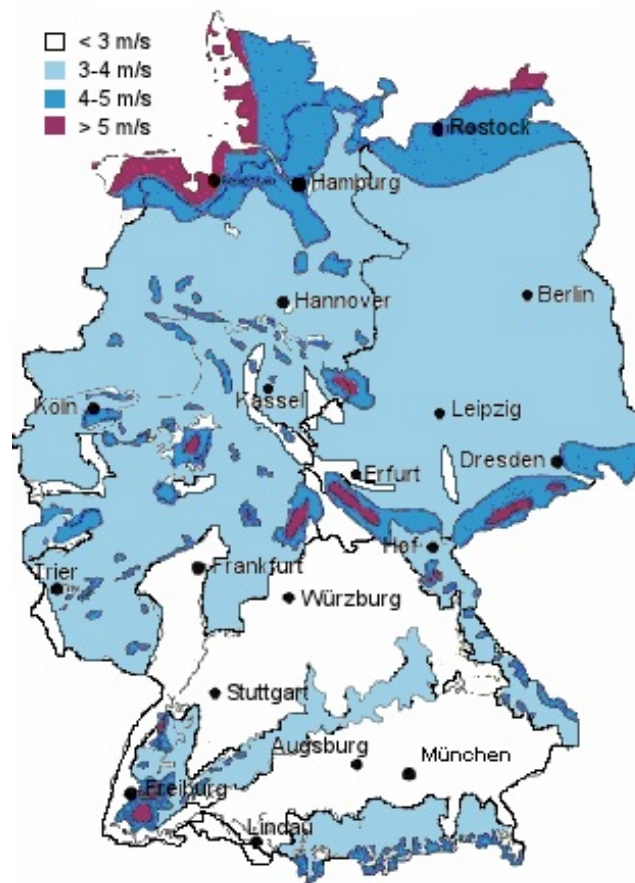 < 3 m/s
3-4 m/s
4-5 m/s
> 5 m/s
Rostock
Hamburg
Hannover
Berlin
Kassel
Köln
Leipzig
Erfurt
Dresden
Hof
Trier
Frankfurt
Würzburg
Stuttgart
Augsburg
München
Freiburg
Lindau